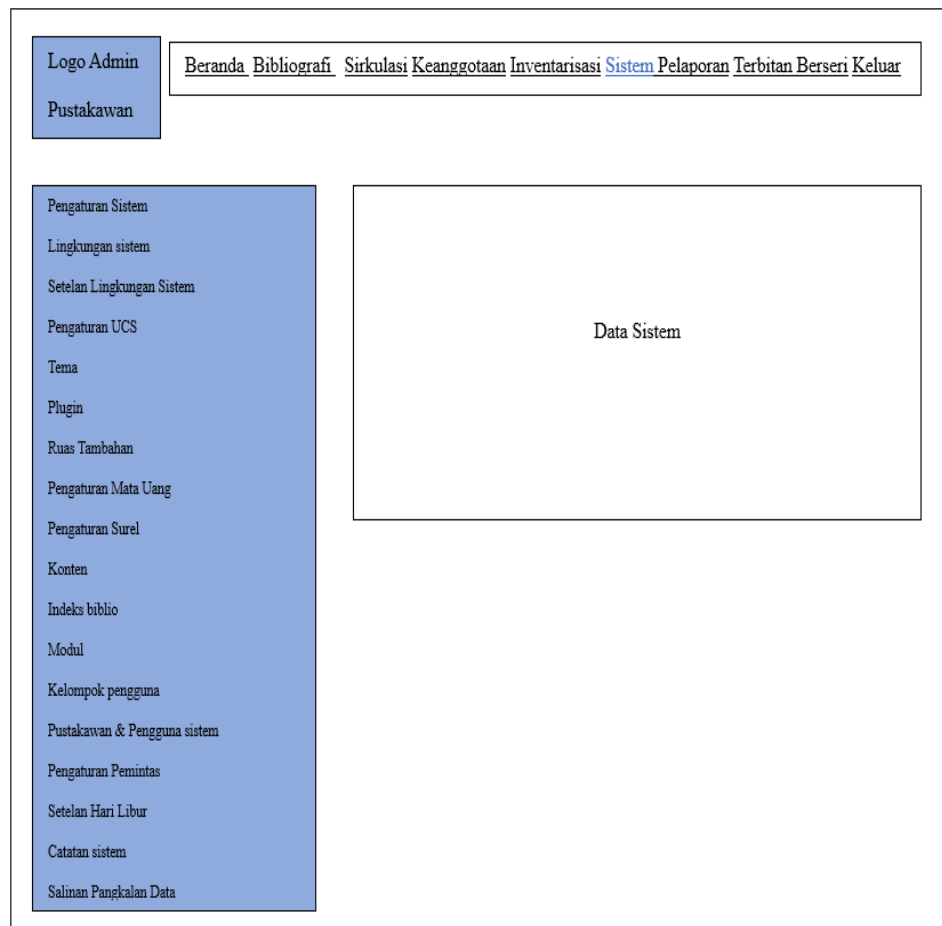 Logo Admin
Pustakawan
Beranda Bibliografi Sirkulasi Keanggotaan Inventarisasi Sistem Pelaporan Terbitan Berseri Keluar
Pengaturan Sistem
Lingkungan sistem
Setelan Lingkungan Sistem
Pengaturan UCS
Tema
Plugin
Ruas Tambahan
Pengaturan Mata Uang
Pengaturan Surel
Konten
Indeks biblio
Modul
Kelompok pengguna
Pustakawan & Pengguna sistem
Pengaturan Pemintas
Setelan Hari Libur
Catatan sistem
Salinan Pangkalan Data
Data Sistem